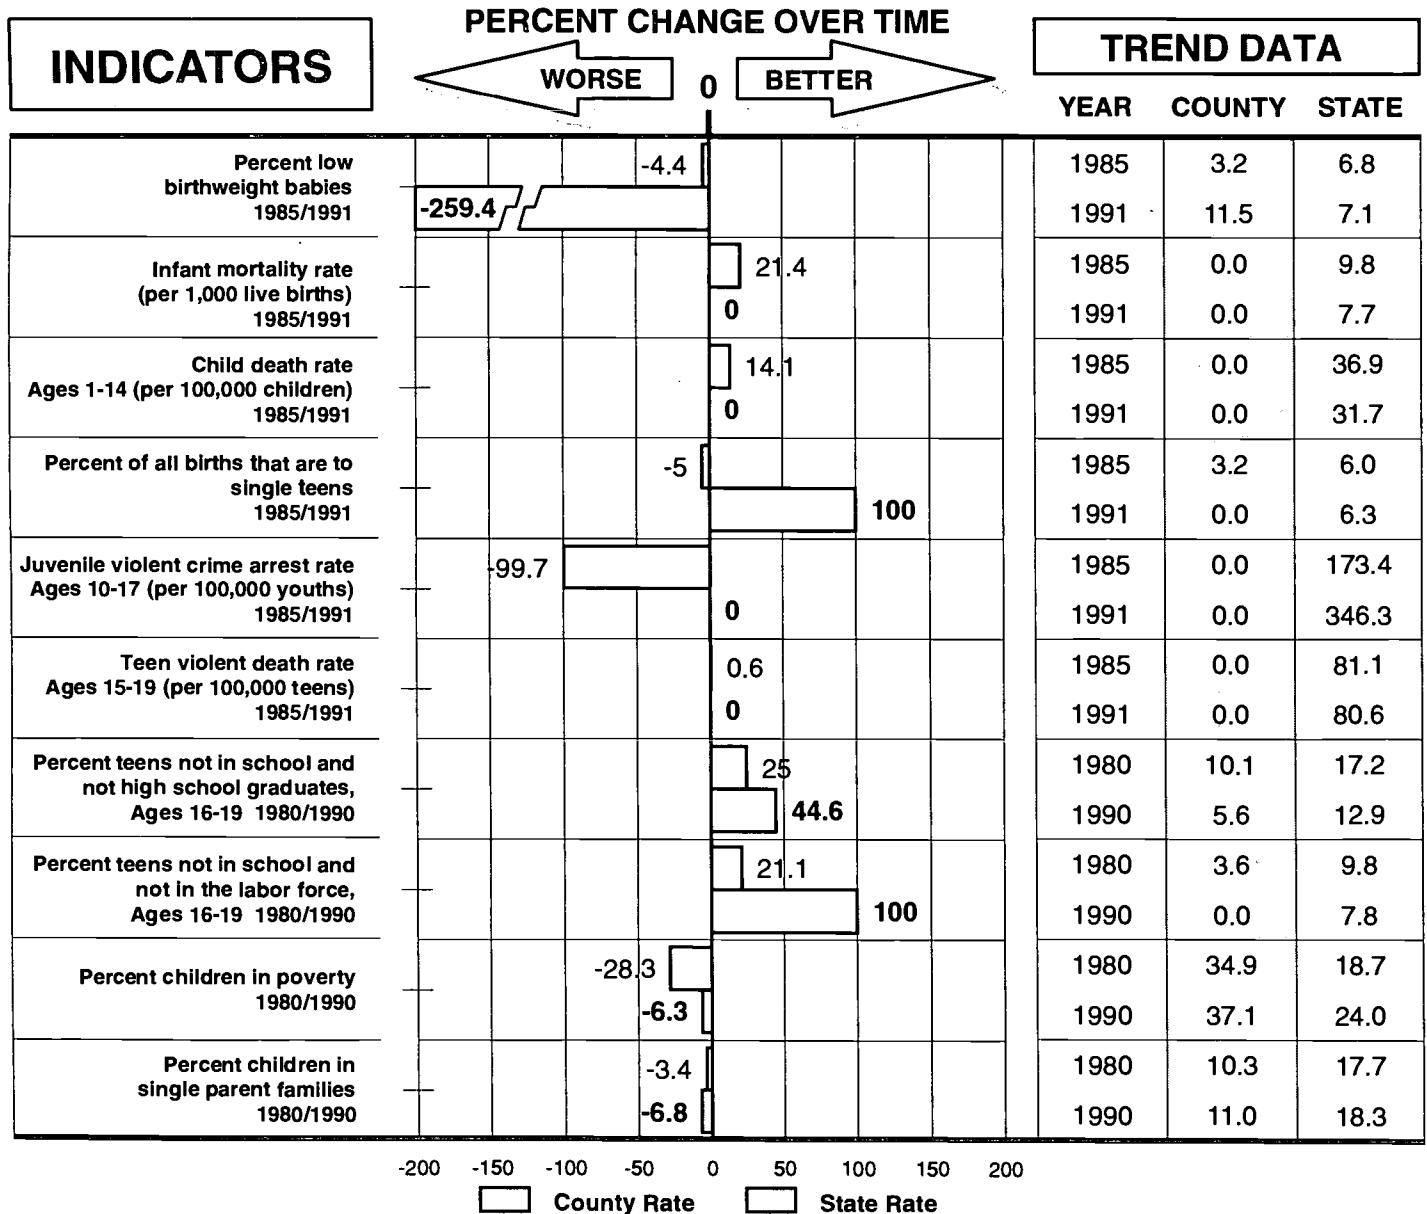 PERCENT CHANGE OVER TIME
INDICATORS
WORSE
0
BETTER
TREND DATA
YEAR COUNTY STATE
Percent low
birthweight babies
1985/1991
-4.4
-259.4
1985 3.2 6.8
1991 11.5 7.1
Infant mortality rate
(per 1,000 live births)
1985/1991
21.4
0
1985 0.0 9.8
1991 0.0 7.7
Child death rate
Ages 1-14 (per 100,000 children)
1985/1991
14.1
0
1985 0.0 36.9
1991 0.0 31.7
Percent of all births that are to
single teens
1985/1991
-5
100
1985 3.2 6.0
1991 0.0 6.3
Juvenile violent crime arrest rate
Ages 10-17 (per 100,000 youths)
1985/1991
-99.7
0
1985 0.0 173.4
1991 0.0 346.3
Teen violent death rate
Ages 15-19 (per 100,000 teens)
1985/1991
0.6
0
1985 0.0 81.1
1991 0.0 80.6
Percent teens not in school and
not high school graduates,
Ages 16-19 1980/1990
25
44.6
1980 10.1 17.2
1990 5.6 12.9
Percent teens not in school and
not in the labor force,
Ages 16-19 1980/1990
21.1
100
1980 3.6 9.8
1990 0.0 7.8
Percent children in poverty
1980/1990
-28.3
-6.3
1980 34.9 18.7
1990 37.1 24.0
Percent children in
single parent families
1980/1990
-3.4
-6.8
1980 10.3 17.7
1990 11.0 18.3
-200 -150 -100 -50 0 50 100 150 200
County Rate State Rate